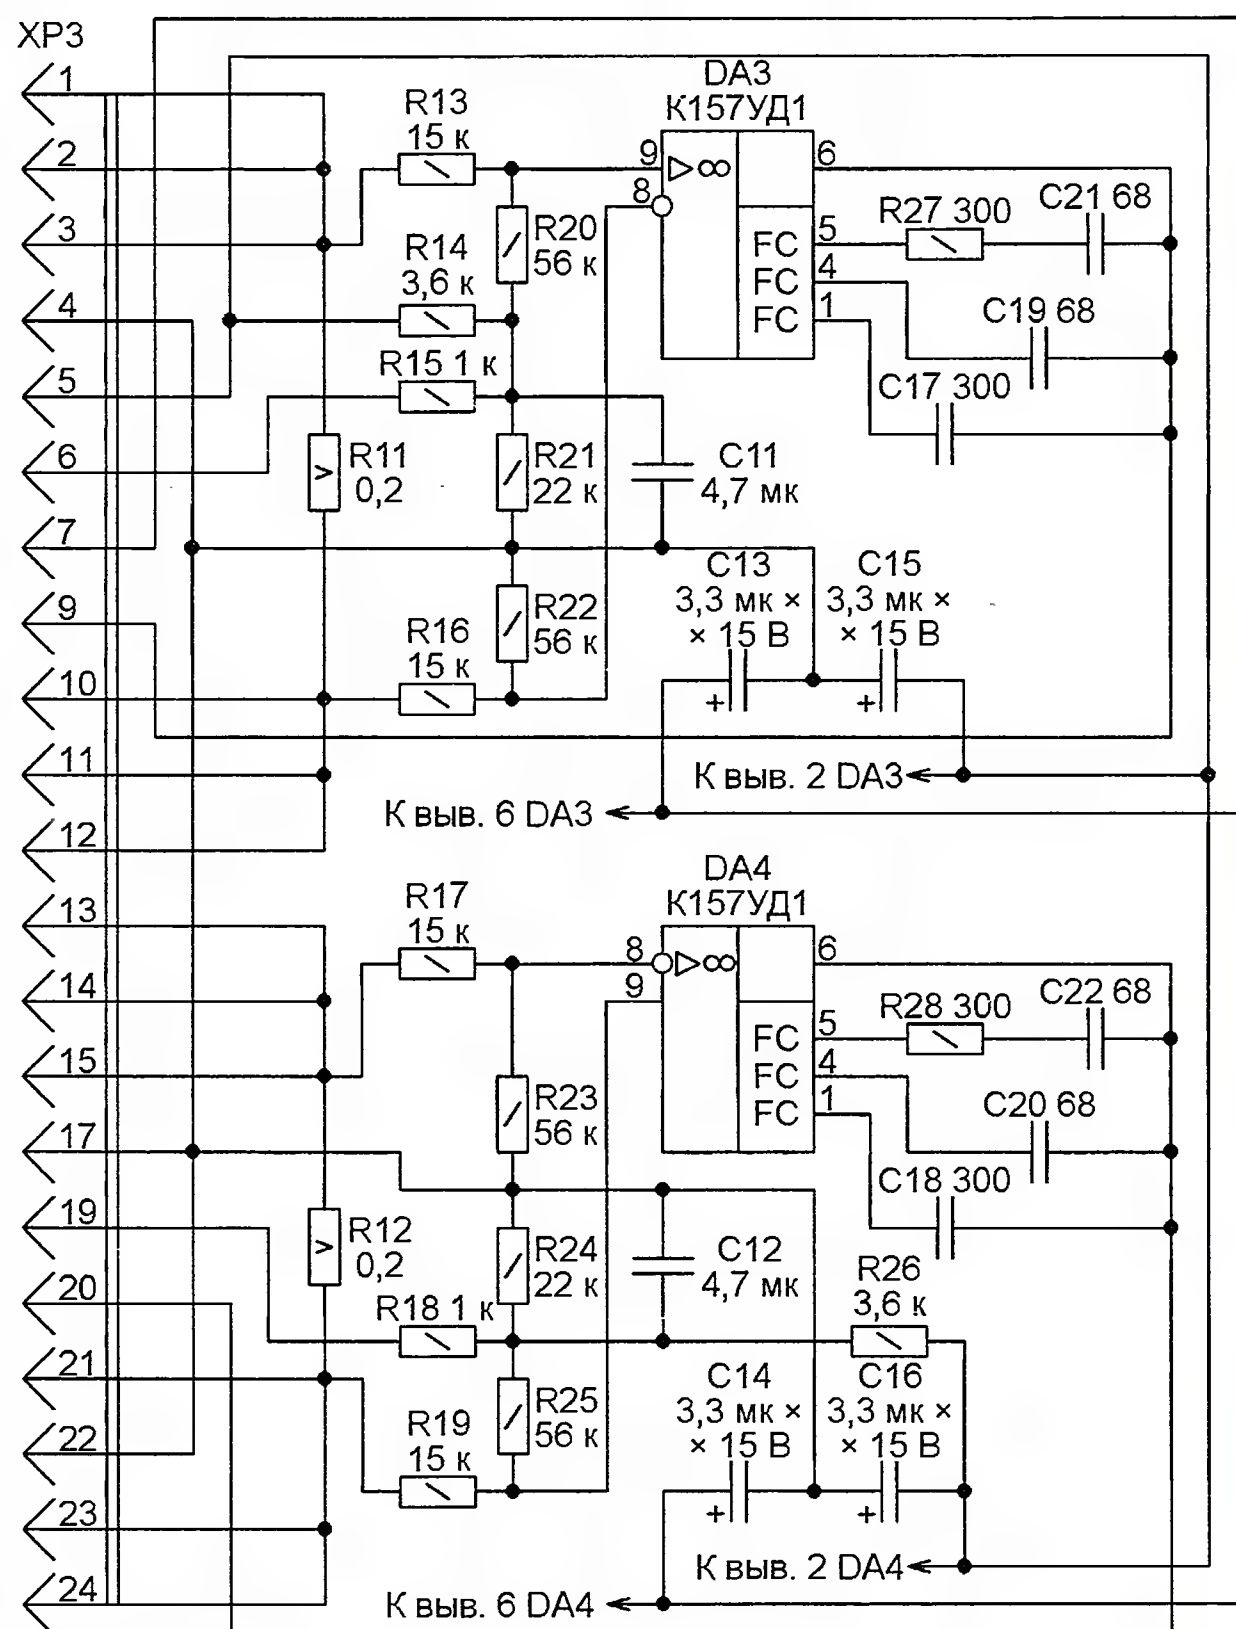 XP3
1
2
3
4
5
6
7
9
10
11
12
13
14
15
17
19
20
21
22
23
24
R13
15 к
R14
3,6 к
R15 1 к
R11
0,2
R20
56 к
R21
22 к
R22
56 к
R16
15 к
DA3
К157УД1
9
8
▷∞
6
FC 5
FC 4
FC 1
R27 300
C21 68
C19 68
C17 300
C11
4,7 мк
C13
3,3 мк ×
× 15 В
+
C15
3,3 мк ×
× 15 В
+
К выв. 2 DA3
К выв. 6 DA3
R17
15 к
R23
56 к
R12
0,2
R24
22 к
R18 1 к
R25
56 к
R19
15 к
DA4
К157УД1
8
9
▷∞
6
FC 5
FC 4
FC 1
R28 300
C22 68
C20 68
C18 300
C12
4,7 мк
R26
3,6 к
C14
3,3 мк ×
× 15 В
+
C16
3,3 мк ×
× 15 В
+
К выв. 2 DA4
К выв. 6 DA4